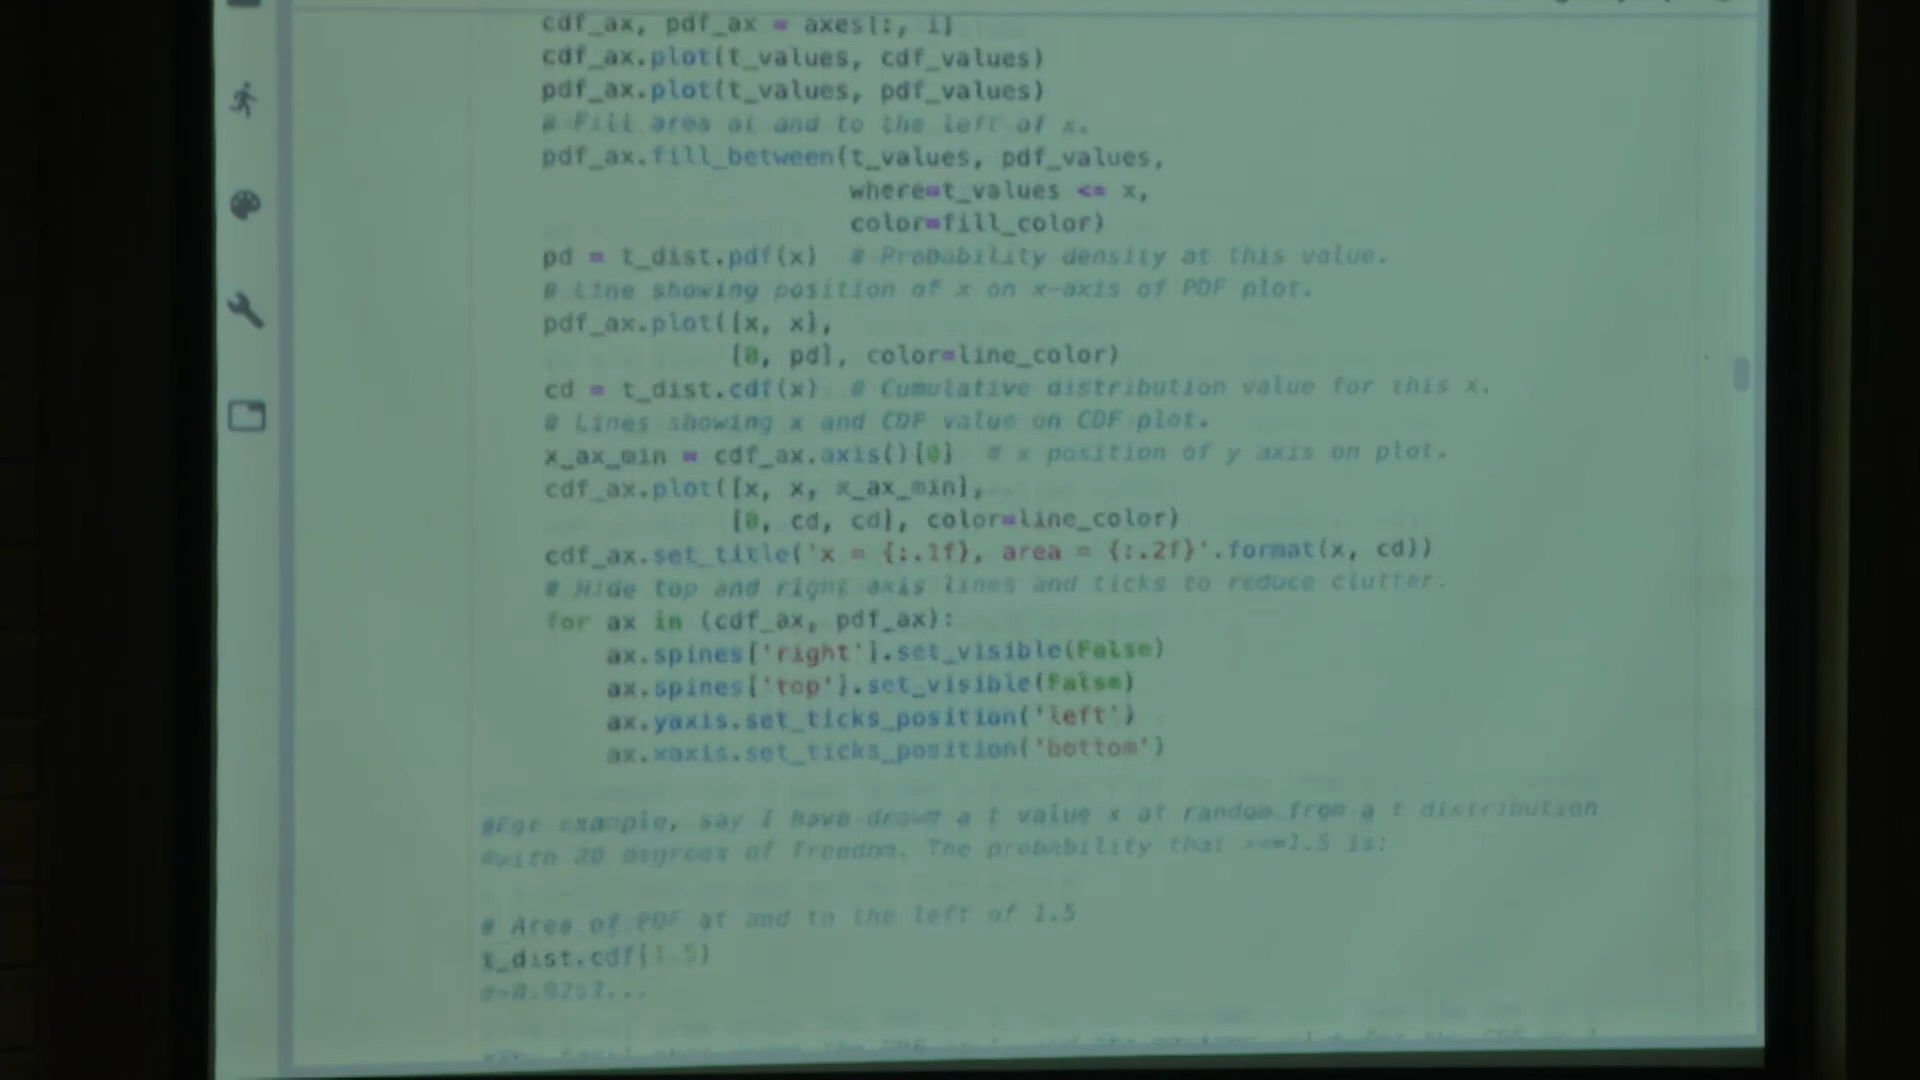 cdf_ax, pdf_ax = axes[:, i]
cdf_ax.plot(t_values, cdf_values)
pdf_ax.plot(t_values, pdf_values)
# Fill area at and to the left of x.
pdf_ax.fill_between(t_values, pdf_values,
where=t_values <= x,
color=fill_color)
pd = t_dist.pdf(x)  # Probability density at this value.
# Line showing position of x on x-axis of PDF plot.
pdf_ax.plot([x, x],
[0, pd], color=line_color)
cd = t_dist.cdf(x)  # Cumulative distribution value for this x.
# Lines showing x and CDF value on CDF plot.
x_ax_min = cdf_ax.axis()[0]  # x position of y axis on plot.
cdf_ax.plot([x, x, x_ax_min],
[0, cd, cd], color=line_color)
cdf_ax.set_title('x = {:.1f}, area = {:.2f}'.format(x, cd))
# Hide top and right axis lines and ticks to reduce clutter.
for ax in (cdf_ax, pdf_ax):
ax.spines['right'].set_visible(False)
ax.spines['top'].set_visible(False)
ax.yaxis.set_ticks_position('left')
ax.xaxis.set_ticks_position('bottom')
#For example, say I have drawn a t value x at random from a t distribution
#with 20 degrees of freedom. The probability that x<=1.5 is:
# Area of PDF at and to the left of 1.5
t_dist.cdf(1.5)